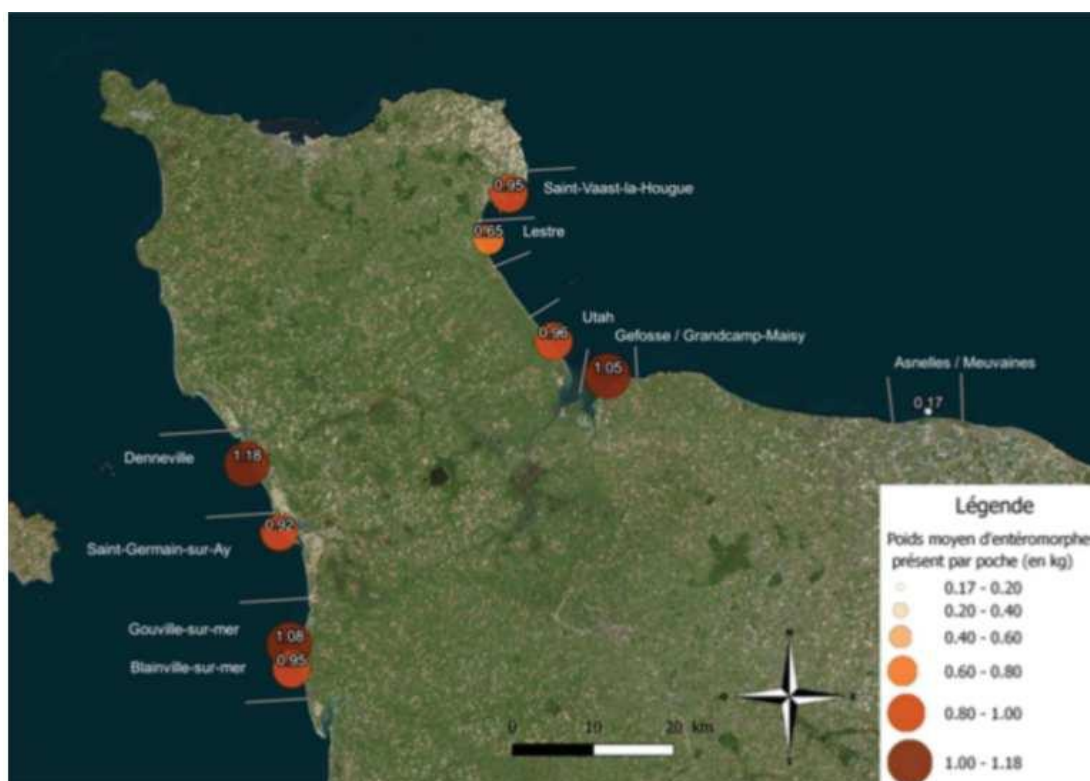 0.95
Saint-Vaast-la-Hougue
0.65
Lestre
Utah
0.96
Gefosse / Grandcamp-Maisy
1.05
Asnelles / Meuvaines
0.17
Denneville
1.18
0.92
Saint-Germain-sur-Ay
Gouville-sur-mer
1.08
Blainville-sur-mer
0.95
0 10 20 km
Légende
Poids moyen d'entéromorphe
présent par poche (en kg)
0.17 - 0.20
0.20 - 0.40
0.40 - 0.60
0.60 - 0.80
0.80 - 1.00
1.00 - 1.18